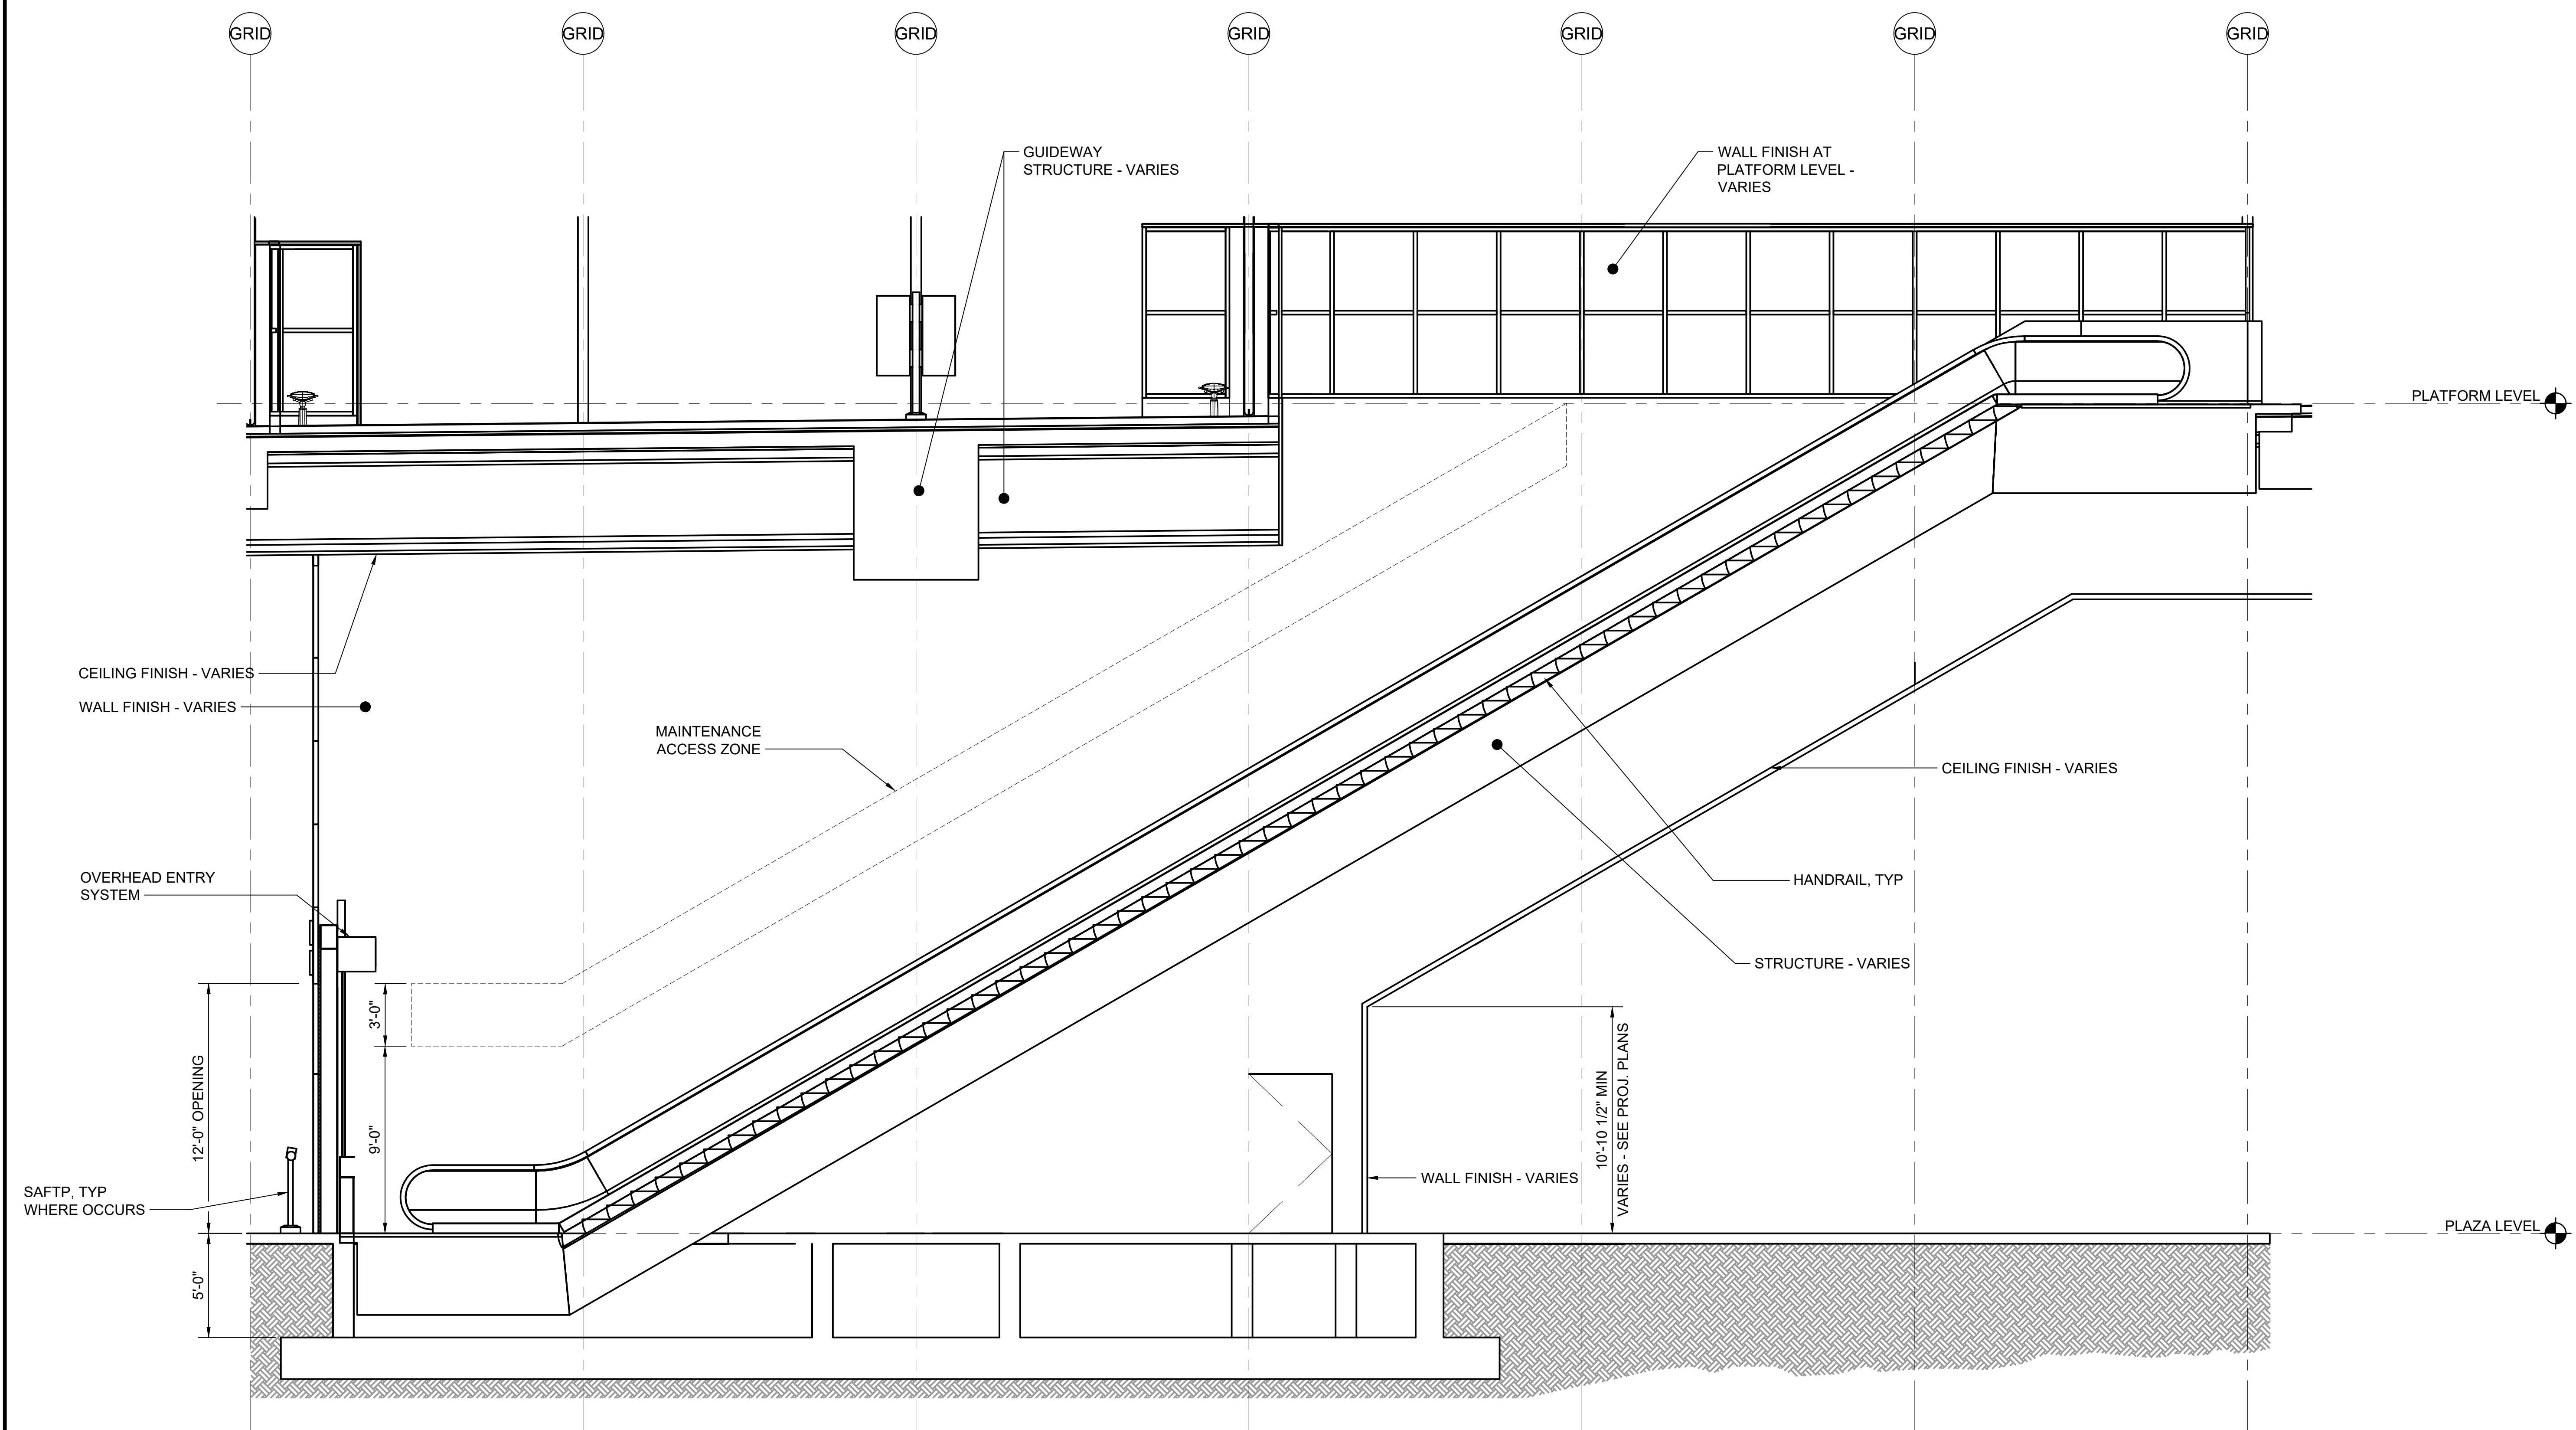 GRID
GRID
GRID
GRID
GRID
GRID
GRID
GUIDEWAY
STRUCTURE - VARIES
WALL FINISH AT
PLATFORM LEVEL -
VARIES
PLATFORM LEVEL
CEILING FINISH - VARIES
WALL FINISH - VARIES
MAINTENANCE
ACCESS ZONE
CEILING FINISH - VARIES
OVERHEAD ENTRY
SYSTEM
HANDRAIL, TYP
STRUCTURE - VARIES
3'-0"
12'-0" OPENING
9'-0"
10'-10 1/2" MIN
VARIES - SEE PROJ. PLANS
WALL FINISH - VARIES
SAFTP, TYP
WHERE OCCURS
PLAZA LEVEL
5'-0"